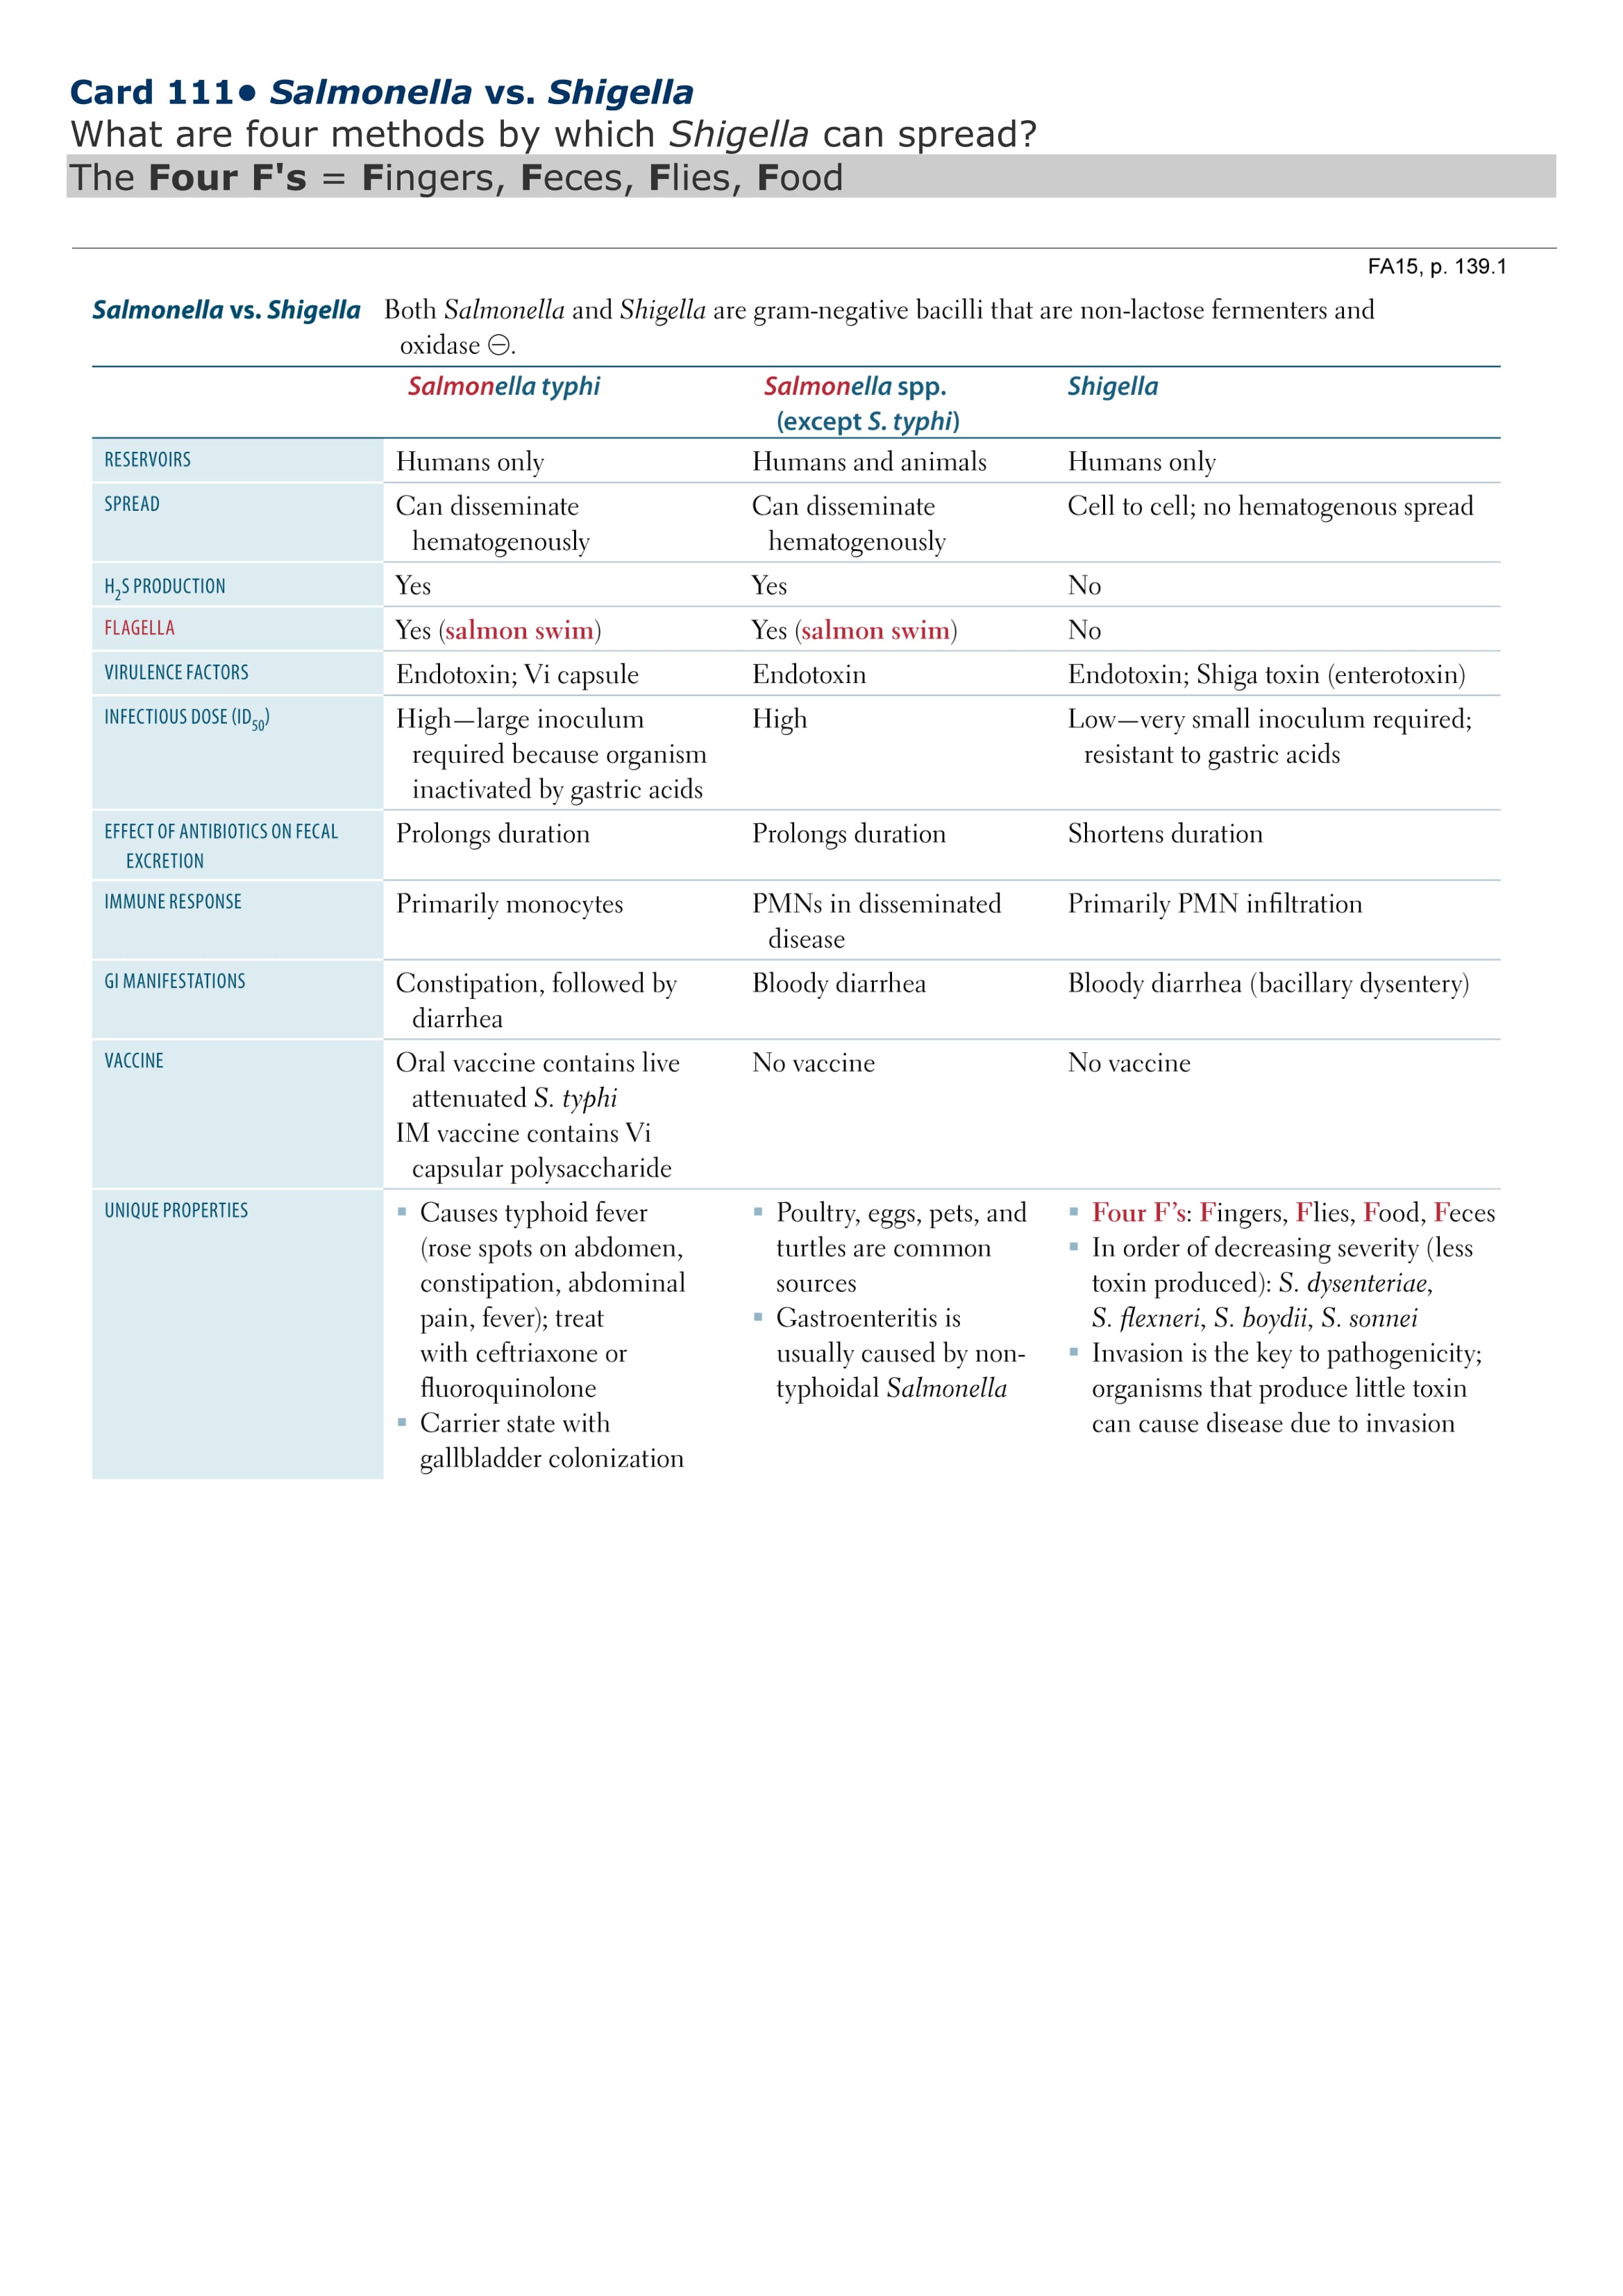 Card 111• Salmonella vs. Shigella
What are four methods by which Shigella can spread?
The Four F's = Fingers, Feces, Flies, Food
FA15, p. 139.1
Salmonella vs. Shigella Both Salmonella and Shigella are gram-negative bacilli that are non-lactose fermenters and
oxidase ⊖.
Salmonella typhi
Salmonella spp.
(except S. typhi)
Shigella
RESERVOIRS
Humans only
Humans and animals
Humans only
SPREAD
Can disseminate
hematogenously
Can disseminate
hematogenously
Cell to cell; no hematogenous spread
H2S PRODUCTION
Yes
Yes
No
FLAGELLA
Yes (salmon swim)
Yes (salmon swim)
No
VIRULENCE FACTORS
Endotoxin; Vi capsule
Endotoxin
Endotoxin; Shiga toxin (enterotoxin)
INFECTIOUS DOSE (ID50)
High—large inoculum
required because organism
inactivated by gastric acids
High
Low—very small inoculum required;
resistant to gastric acids
EFFECT OF ANTIBIOTICS ON FECAL
EXCRETION
Prolongs duration
Prolongs duration
Shortens duration
IMMUNE RESPONSE
Primarily monocytes
PMNs in disseminated
disease
Primarily PMN infiltration
GI MANIFESTATIONS
Constipation, followed by
diarrhea
Bloody diarrhea
Bloody diarrhea (bacillary dysentery)
VACCINE
Oral vaccine contains live
attenuated S. typhi
IM vaccine contains Vi
capsular polysaccharide
No vaccine
No vaccine
UNIQUE PROPERTIES
▪ Causes typhoid fever
(rose spots on abdomen,
constipation, abdominal
pain, fever); treat
with ceftriaxone or
fluoroquinolone
▪ Carrier state with
gallbladder colonization
▪ Poultry, eggs, pets, and
turtles are common
sources
▪ Gastroenteritis is
usually caused by non-
typhoidal Salmonella
▪ Four F’s: Fingers, Flies, Food, Feces
▪ In order of decreasing severity (less
toxin produced): S. dysenteriae,
S. flexneri, S. boydii, S. sonnei
▪ Invasion is the key to pathogenicity;
organisms that produce little toxin
can cause disease due to invasion